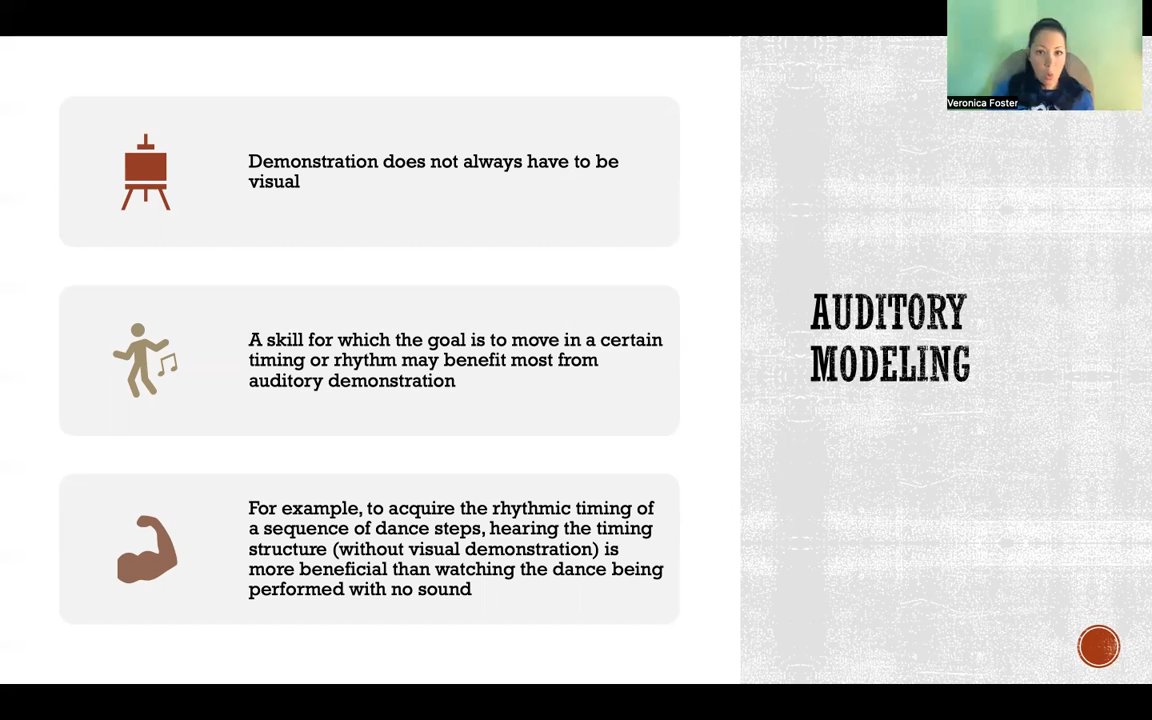 Veronica Foster
Demonstration does not always have to be
visual
A skill for which the goal is to move in a certain
timing or rhythm may benefit most from
auditory demonstration
For example, to acquire the rhythmic timing of
a sequence of dance steps, hearing the timing
structure (without visual demonstration) is
more beneficial than watching the dance being
performed with no sound
AUDITORY
MODELING